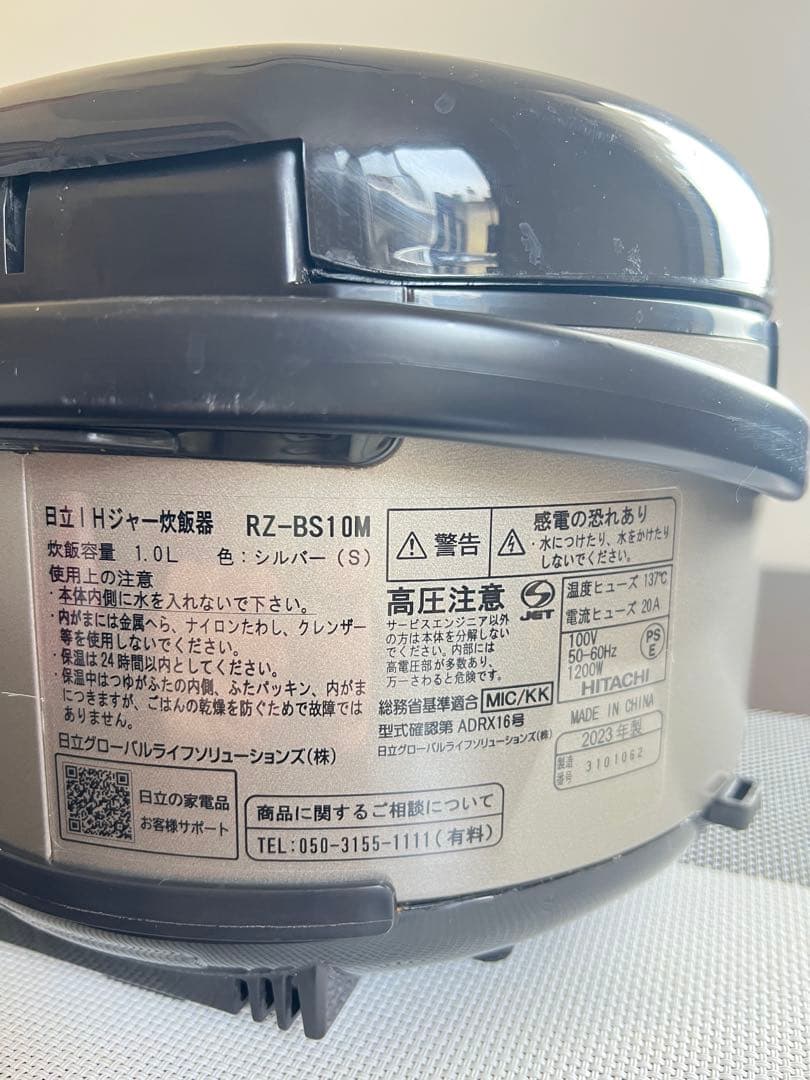 日立IHジャー炊飯器 RZ-BS10M
炊飯容量 1.0L 色：シルバー(S)
使用上の注意
・本体内側に水を入れないで下さい。
・内がまには金属へら、ナイロンたわし、クレンザー
等を使用しないでください。
・保温は24時間以内としてください。
・保温中はつゆがふたの内側、ふたパッキン、内がま
につきますが、ごはんの乾燥を防ぐためで故障では
ありません。
日立グローバルライフソリューションズ(株)
日立の家電品
お客様サポート
商品に関するご相談について
TEL:050-3155-1111(有料)
警告
感電の恐れあり
・水につけたり、水をかけたり
しないでください。
高圧注意
サービスエンジニア以外
の方は本体を分解しない
でください。内部には
高電圧部が多数あり、
万一さわると危険です。
S JET
温度ヒューズ 137℃
電流ヒューズ 20A
100V
50-60Hz
1200W
PSE
HITACHI
総務省基準適合 MIC/KK
型式確認第 ADRX16号
日立グローバルライフソリューションズ(株)
MADE IN CHINA
2023年製
製造番号 3101062